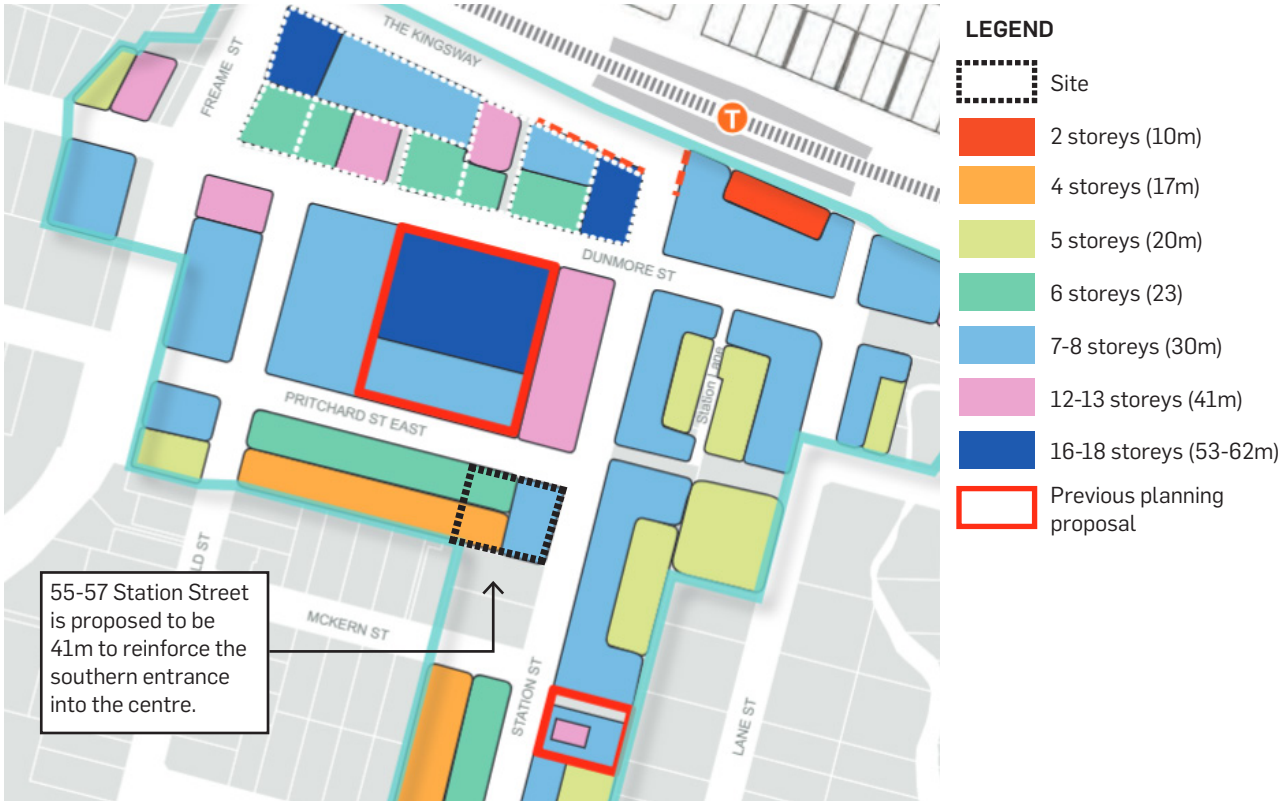 THE KINGSWAY
FREAME ST
T
DUNMORE ST
Station Lane
PRITCHARD ST EAST
LD ST
MCKERN ST
STATION ST
LANE ST
55-57 Station Street
is proposed to be
41m to reinforce the
southern entrance
into the centre.
LEGEND
Site
2 storeys (10m)
4 storeys (17m)
5 storeys (20m)
6 storeys (23)
7-8 storeys (30m)
12-13 storeys (41m)
16-18 storeys (53-62m)
Previous planning
proposal